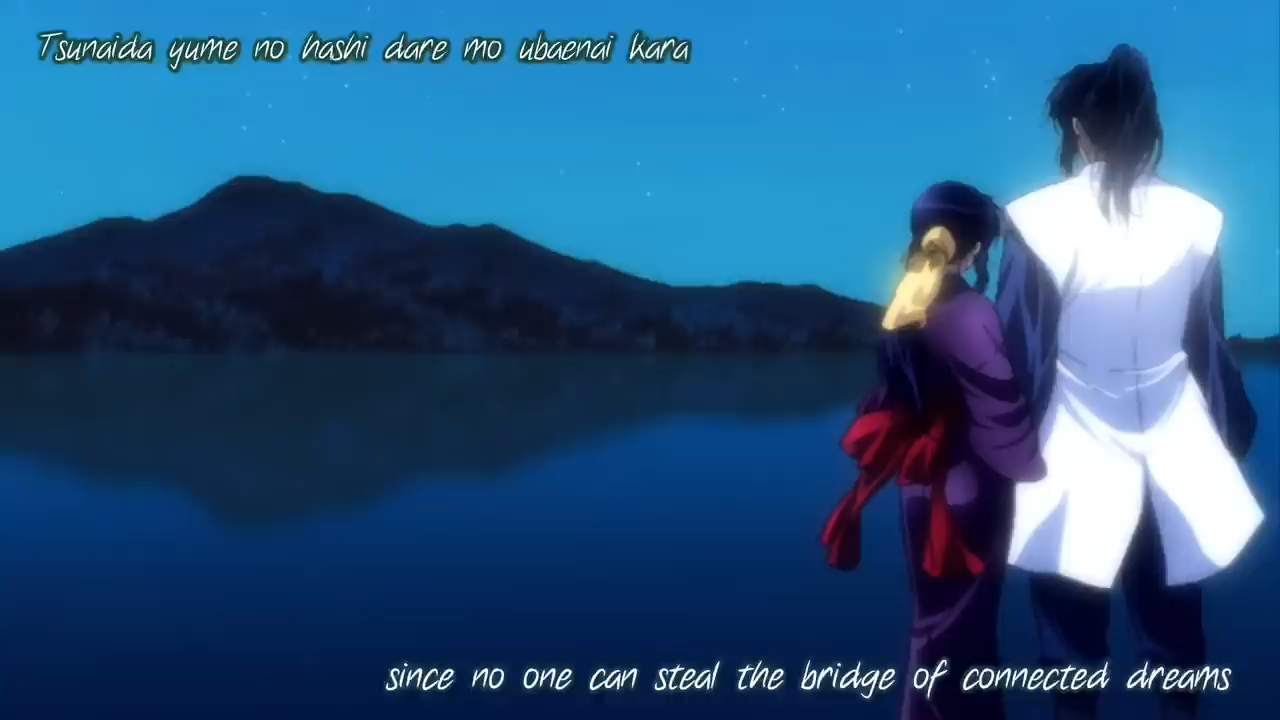 Tsunaida yume no hashi dare mo ubaenai kara
since no one can steal the bridge of connected dreams